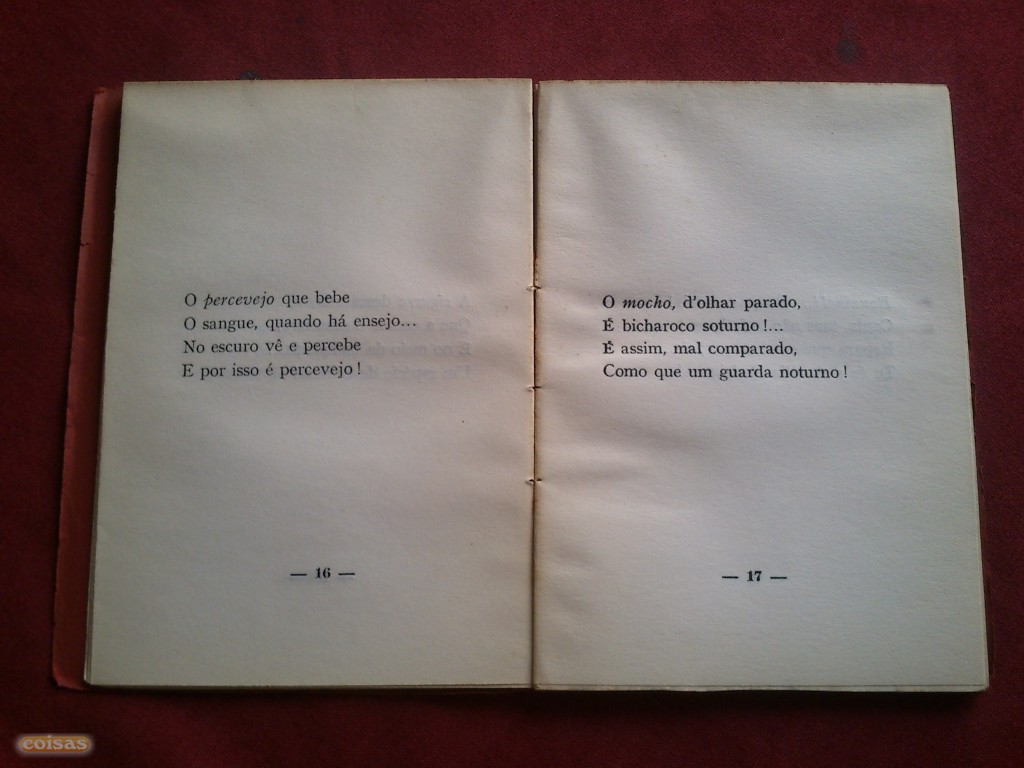 O percevejo que bebe
O sangue, quando há ensejo...
No escuro vê e percebe
E por isso é percevejo!
— 16 —
O mocho, d'olhar parado,
É bicharoco soturno!...
É assim, mal comparado,
Como que um guarda noturno!
— 17 —
coisas